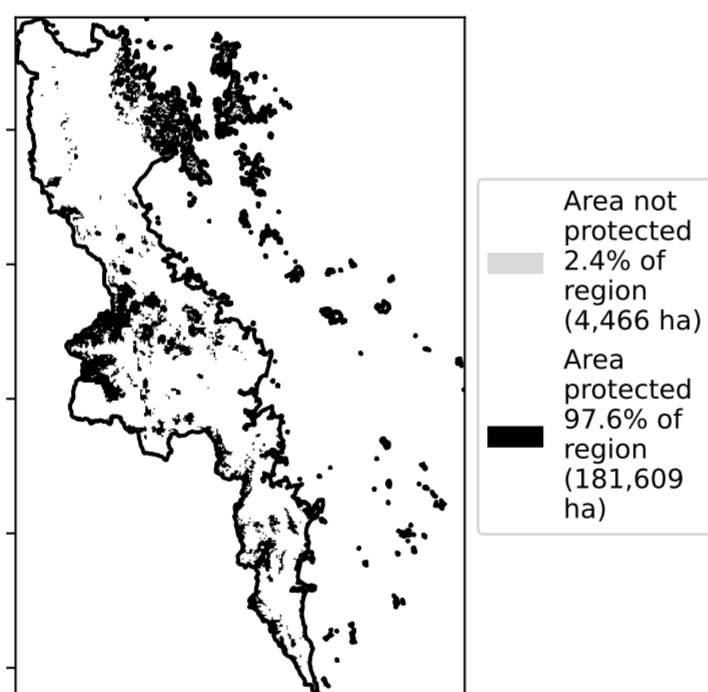 Area not
protected
2.4% of
region
(4,466 ha)
Area
protected
97.6% of
region
(181,609
ha)